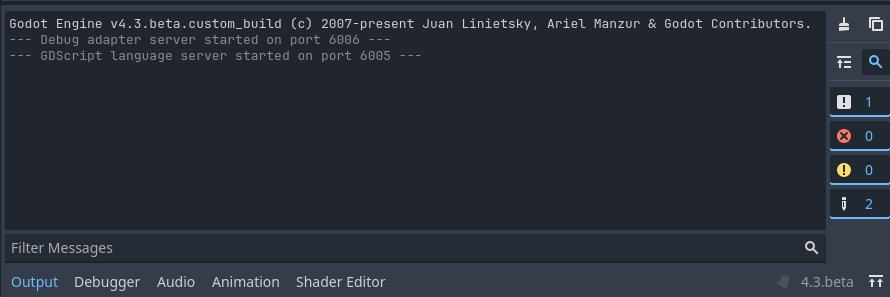 Godot Engine v4.3.beta.custom_build (c) 2007-present Juan Linietsky, Ariel Manzur & Godot Contributors.
--- Debug adapter server started on port 6006 ---
--- GDScript language server started on port 6005 ---
1
0
0
2
Filter Messages
Output Debugger Audio Animation Shader Editor 4.3.beta